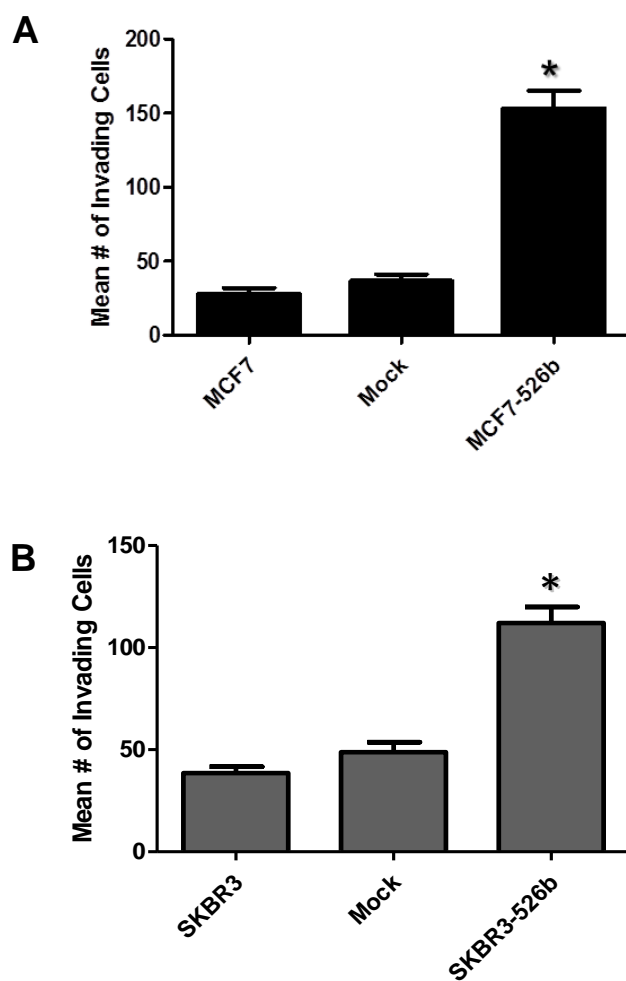 A
Mean # of Invading Cells
200
150
100
50
0
MCF7
Mock
MCF7-526b
*
B
Mean # of Invading Cells
150
100
50
0
SKBR3
Mock
SKBR3-526b
*